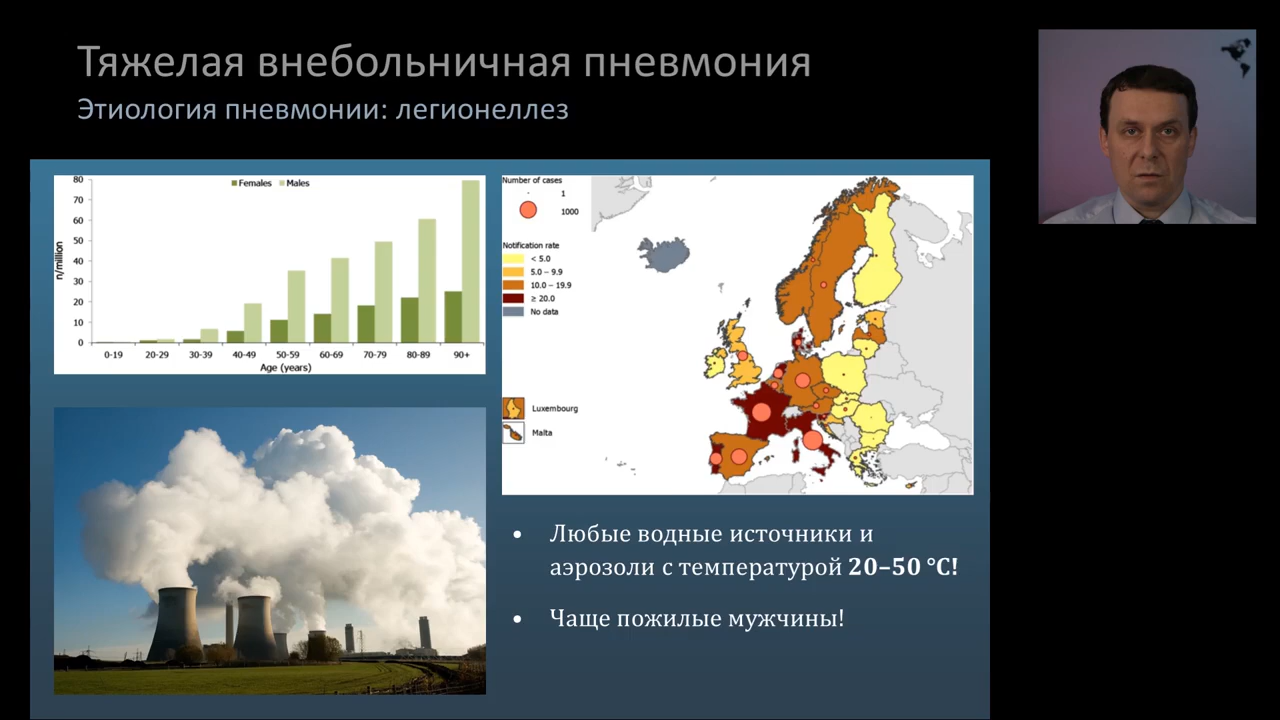 Тяжелая внебольничная пневмония
Этиология пневмонии: легионеллез
Females Males
80
70
60
50
40
30
20
10
0
n/million
0-19 20-29 30-39 40-49 50-59 60-69 70-79 80-89 90+
Age (years)
Number of cases
1
1000
Notification rate
< 5.0
5.0 – 9.9
10.0 – 19.9
≥ 20.0
No data
Luxembourg
Malta
• Любые водные источники и
аэрозоли с температурой 20–50 °C!
• Чаще пожилые мужчины!